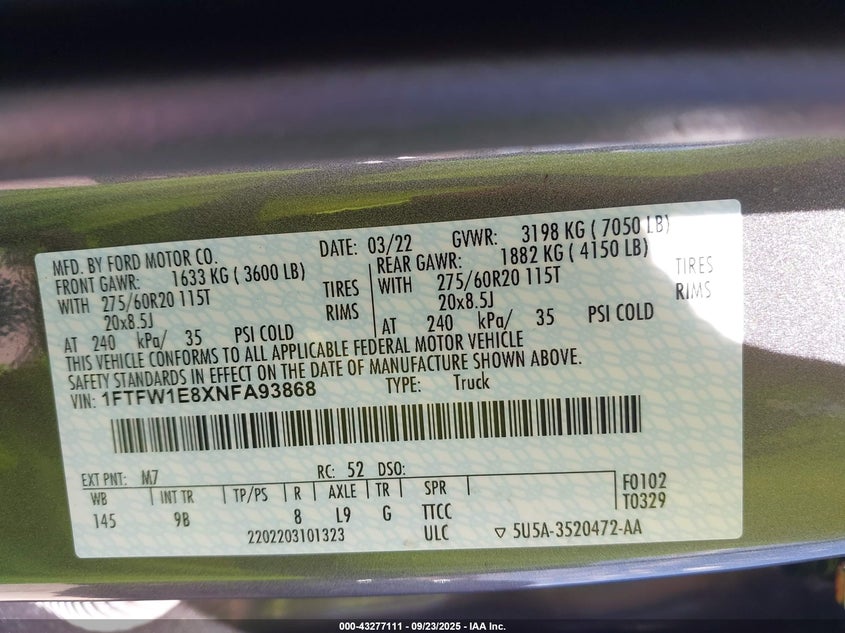 MFD. BY FORD MOTOR CO. DATE: 03/22 GVWR: 3198 KG ( 7050 LB)
FRONT GAWR: 1633 KG ( 3600 LB) REAR GAWR: 1882 KG ( 4150 LB)
WITH 275/60R20 115T TIRES WITH 275/60R20 115T TIRES
20x8.5J RIMS 20x8.5J RIMS
AT 240 kPa/ 35 PSI COLD AT 240 kPa/ 35 PSI COLD
THIS VEHICLE CONFORMS TO ALL APPLICABLE FEDERAL MOTOR VEHICLE
SAFETY STANDARDS IN EFFECT ON THE DATE OF MANUFACTURE SHOWN ABOVE.
VIN: 1FTFW1E8XNFA93868 TYPE: Truck
EXT PNT: M7 RC: 52 DSO:
WB INT TR TP/PS R AXLE TR SPR F0102
145 9B 8 L9 G TTCC T0329
2202203101323 ULC ▽ 5U5A-3520472-AA
000-43277111 - 09/23/2025 - IAA Inc.